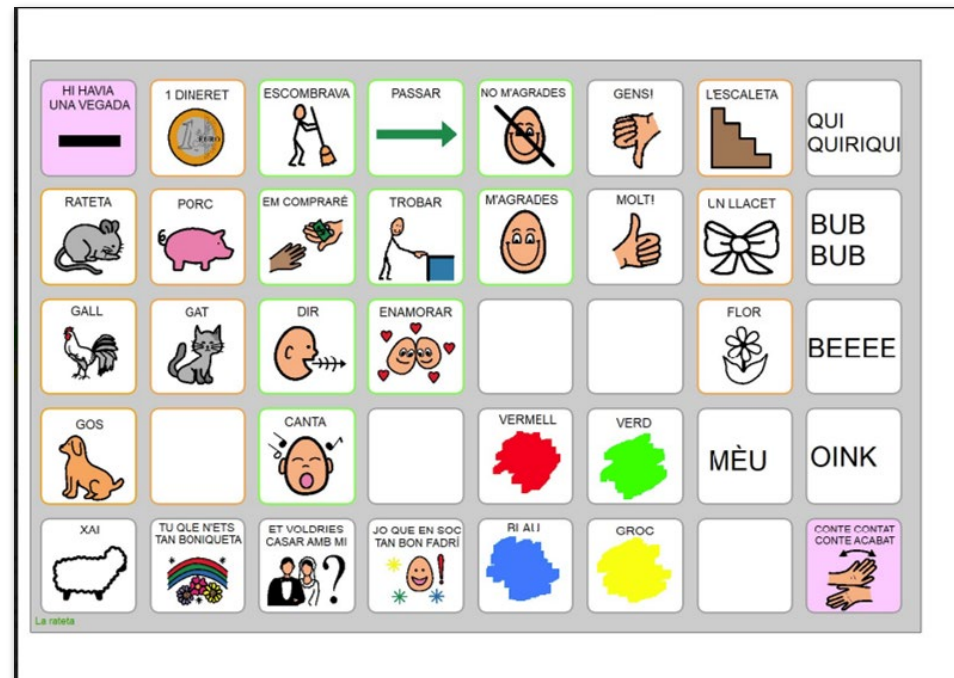 HI HAVIA
UNA VEGADA
1 DINERET
ESCOMBRAVA
PASSAR
NO M'AGRADES
GENS!
L'ESCALETA
QUI
QUIRIQUI
RATETA
PORC
EM COMPRARÉ
TROBAR
M'AGRADES
MOLT!
UN LLACET
BUB
BUB
GALL
GAT
DIR
ENAMORAR
FLOR
BEEEE
GOS
CANTA
VERMELL
VERD
MÈU
OINK
XAI
TU QUE N'ETS
TAN BONIQUETA
ET VOLDRIES
CASAR AMB MI
JO QUE EN SOC
TAN BON FADRÍ
BLAU
GROC
CONTE CONTAT
CONTE ACABAT
La rateta